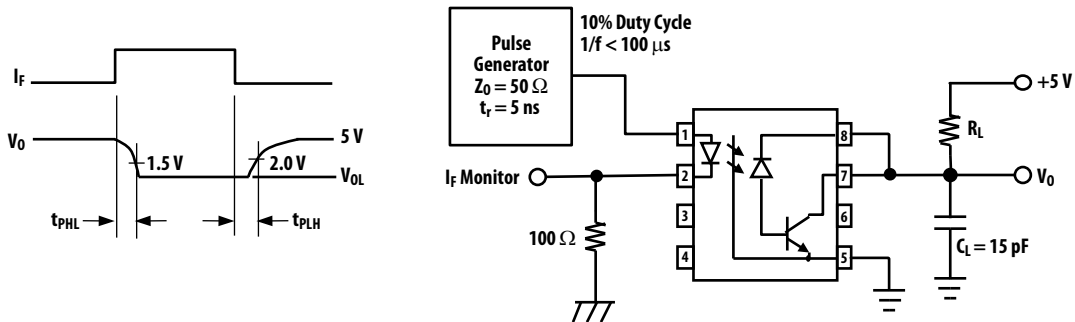 I_F
V_O
1.5 V
2.0 V
5 V
V_OL
t_PHL
t_PLH
Pulse
Generator
Z_O = 50 Ω
t_r = 5 ns
10% Duty Cycle
1/f < 100 μs
I_F Monitor
100 Ω
1
2
3
4
8
7
6
5
+5 V
R_L
V_O
C_L = 15 pF